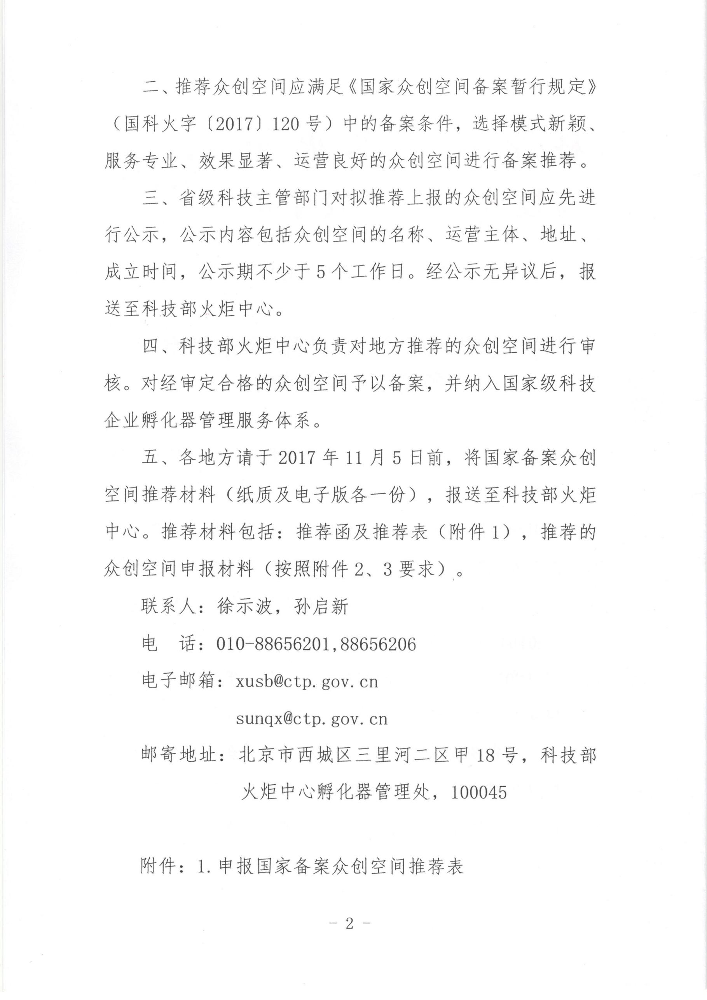 二、推荐众创空间应满足《国家众创空间备案暂行规定》
（国科火字〔2017〕120 号）中的备案条件，选择模式新颖、
服务专业、效果显著、运营良好的众创空间进行备案推荐。
三、省级科技主管部门对拟推荐上报的众创空间应先进
行公示，公示内容包括众创空间的名称、运营主体、地址、
成立时间，公示期不少于 5 个工作日。经公示无异议后，报
送至科技部火炬中心。
四、科技部火炬中心负责对地方推荐的众创空间进行审
核。对经审定合格的众创空间予以备案，并纳入国家级科技
企业孵化器管理服务体系。
五、各地方请于 2017 年 11 月 5 日前，将国家备案众创
空间推荐材料（纸质及电子版各一份），报送至科技部火炬
中心。推荐材料包括：推荐函及推荐表（附件 1），推荐的
众创空间申报材料（按照附件 2、3 要求）。
联系人：徐示波，孙启新
电　话：010-88656201,88656206
电子邮箱：xusb@ctp.gov.cn
sunqx@ctp.gov.cn
邮寄地址：北京市西城区三里河二区甲 18 号，科技部
火炬中心孵化器管理处，100045
附件：1.申报国家备案众创空间推荐表
- 2 -